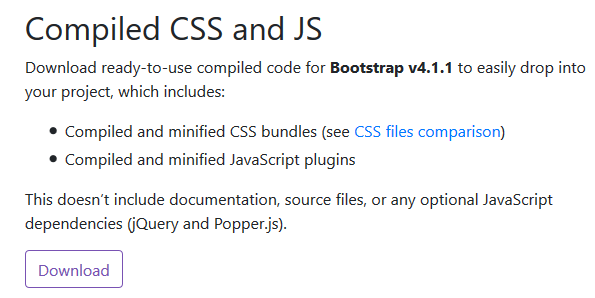 Compiled CSS and JS
Download ready-to-use compiled code for Bootstrap v4.1.1 to easily drop into
your project, which includes:
Compiled and minified CSS bundles (see CSS files comparison)
Compiled and minified JavaScript plugins
This doesn’t include documentation, source files, or any optional JavaScript
dependencies (jQuery and Popper.js).
Download